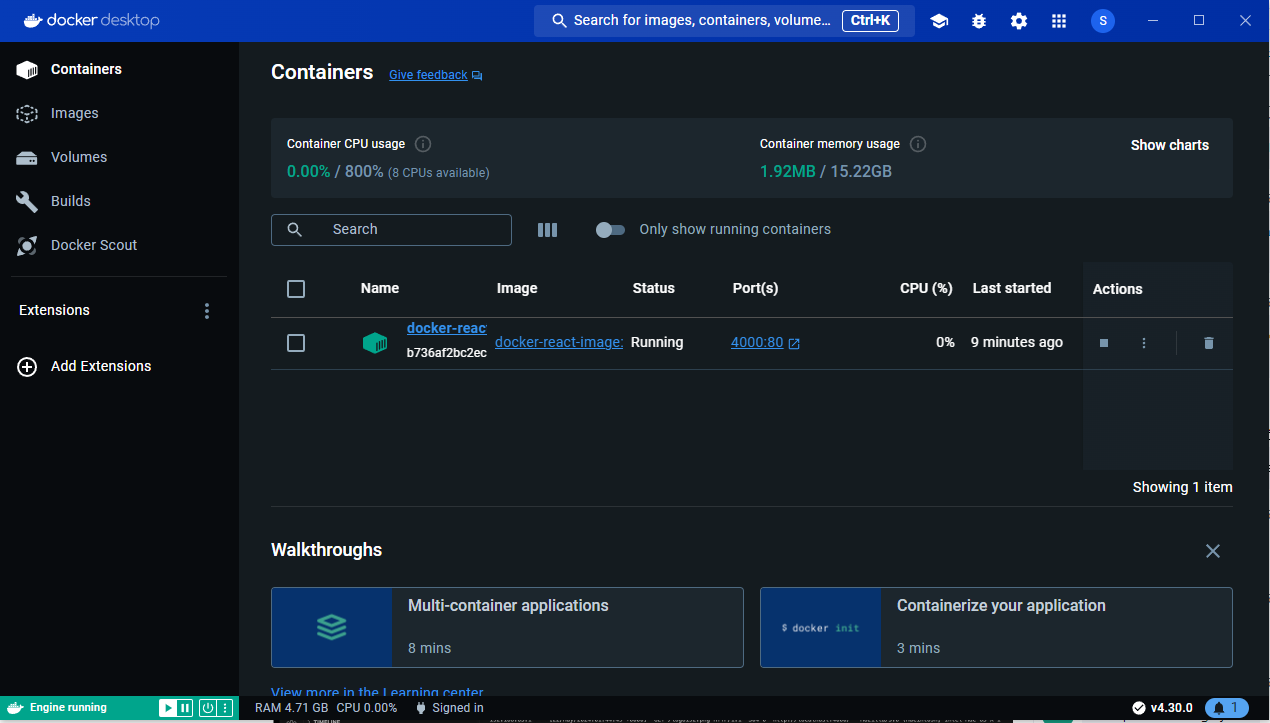 docker desktop
Search for images, containers, volume... Ctrl+K
S
Containers
Images
Volumes
Builds
Docker Scout
Extensions
Add Extensions
Containers Give feedback
Container CPU usage
0.00% / 800% (8 CPUs available)
Container memory usage
1.92MB / 15.22GB
Show charts
Search
Only show running containers
Name Image Status Port(s) CPU (%) Last started Actions
docker-reac
b736af2bc2ec
docker-react-image: Running 4000:80 0% 9 minutes ago
Showing 1 item
Walkthroughs
Multi-container applications
8 mins
$ docker init
Containerize your application
3 mins
View more in the Learning center
Engine running
RAM 4.71 GB CPU 0.00% Signed in
v4.30.0
1